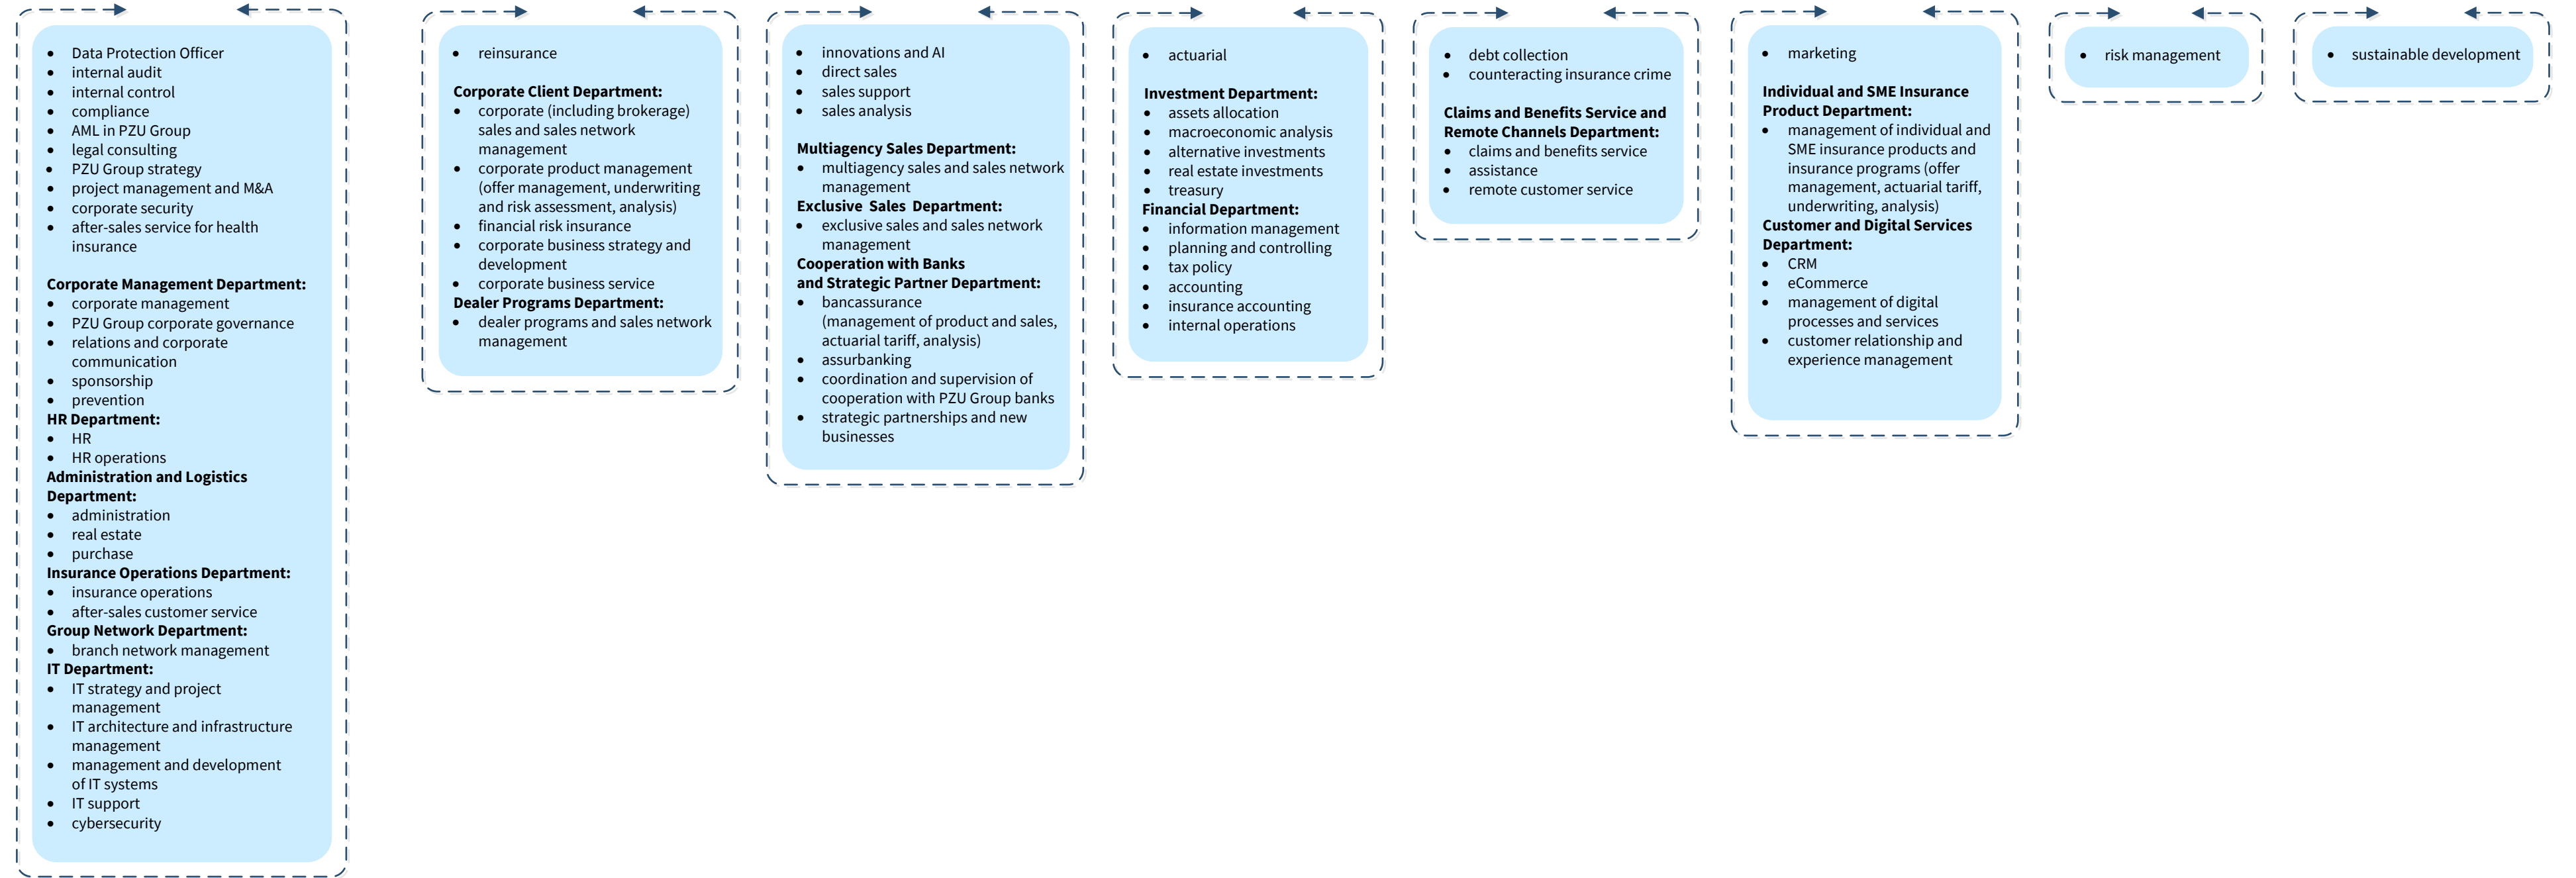 • Data Protection Officer
• internal audit
• internal control
• compliance
• AML in PZU Group
• legal consulting
• PZU Group strategy
• project management and M&A
• corporate security
• after-sales service for health
insurance
Corporate Management Department:
• corporate management
• PZU Group corporate governance
• relations and corporate
communication
• sponsorship
• prevention
HR Department:
• HR
• HR operations
Administration and Logistics
Department:
• administration
• real estate
• purchase
Insurance Operations Department:
• insurance operations
• after-sales customer service
Group Network Department:
• branch network management
IT Department:
• IT strategy and project
management
• IT architecture and infrastructure
management
• management and development
of IT systems
• IT support
• cybersecurity
• reinsurance
Corporate Client Department:
• corporate (including brokerage)
sales and sales network
management
• corporate product management
(offer management, underwriting
and risk assessment, analysis)
• financial risk insurance
• corporate business strategy and
development
• corporate business service
Dealer Programs Department:
• dealer programs and sales network
management
• innovations and AI
• direct sales
• sales support
• sales analysis
Multiagency Sales Department:
• multiagency sales and sales network
management
Exclusive Sales Department:
• exclusive sales and sales network
management
Cooperation with Banks
and Strategic Partner Department:
• bancassurance
(management of product and sales,
actuarial tariff, analysis)
• assurbanking
• coordination and supervision of
cooperation with PZU Group banks
• strategic partnerships and new
businesses
• actuarial
Investment Department:
• assets allocation
• macroeconomic analysis
• alternative investments
• real estate investments
• treasury
Financial Department:
• information management
• planning and controlling
• tax policy
• accounting
• insurance accounting
• internal operations
• debt collection
• counteracting insurance crime
Claims and Benefits Service and
Remote Channels Department:
• claims and benefits service
• assistance
• remote customer service
• marketing
Individual and SME Insurance
Product Department:
• management of individual and
SME insurance products and
insurance programs (offer
management, actuarial tariff,
underwriting, analysis)
Customer and Digital Services
Department:
• CRM
• eCommerce
• management of digital
processes and services
• customer relationship and
experience management
• risk management
• sustainable development